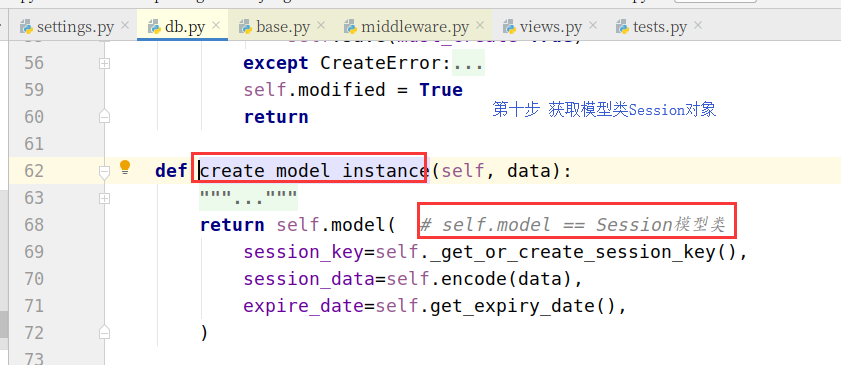 settings.py × db.py × base.py × middleware.py × views.py × tests.py ×
56 except CreateError:...
59 self.modified = True
60 return
第十步 获取模型类Session对象
61
62 def create_model_instance(self, data):
63 """..."""
68 return self.model( # self.model == Session模型类
69 session_key=self._get_or_create_session_key(),
70 session_data=self.encode(data),
71 expire_date=self.get_expiry_date(),
72 )
73